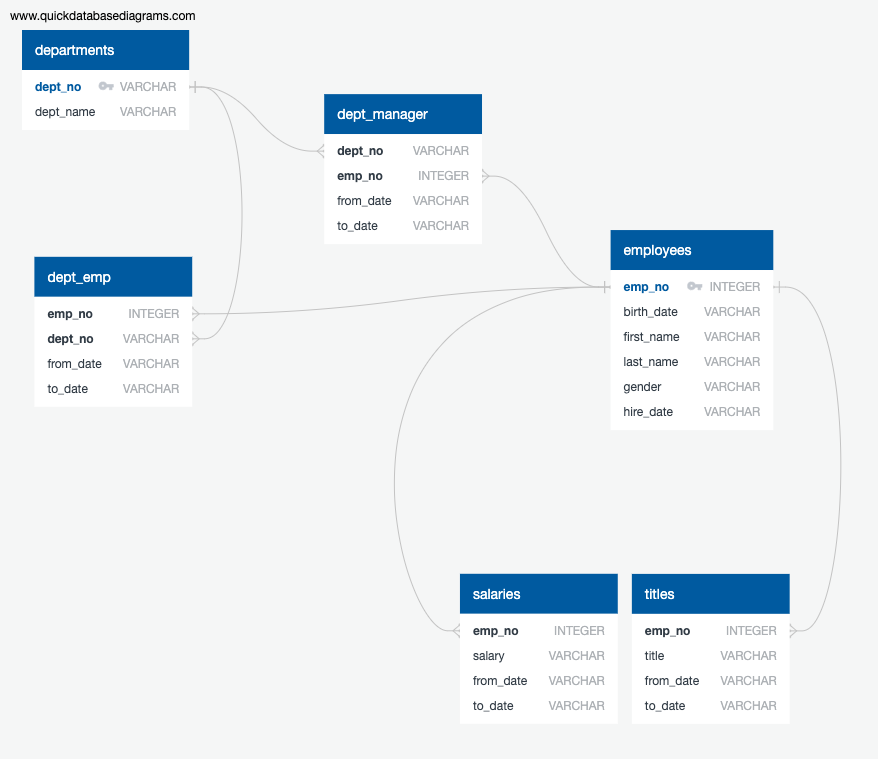 www.quickdatabasediagrams.com
departments
dept_no VARCHAR
dept_name VARCHAR
dept_manager
dept_no VARCHAR
emp_no INTEGER
from_date VARCHAR
to_date VARCHAR
employees
emp_no INTEGER
birth_date VARCHAR
first_name VARCHAR
last_name VARCHAR
gender VARCHAR
hire_date VARCHAR
dept_emp
emp_no INTEGER
dept_no VARCHAR
from_date VARCHAR
to_date VARCHAR
salaries
emp_no INTEGER
salary VARCHAR
from_date VARCHAR
to_date VARCHAR
titles
emp_no INTEGER
title VARCHAR
from_date VARCHAR
to_date VARCHAR